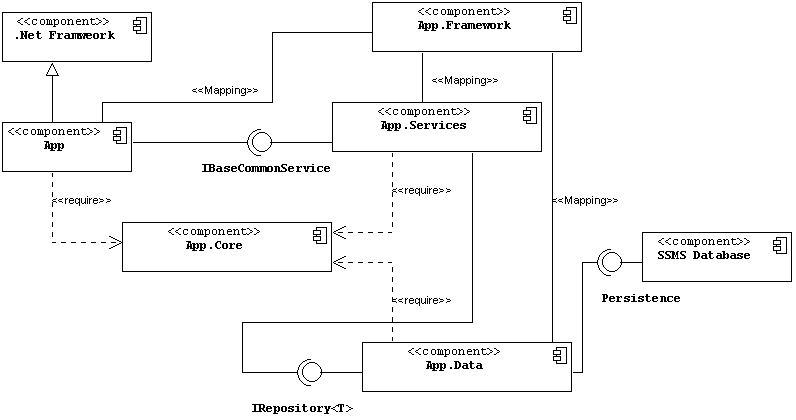 <<component>>
.Net Framweork
<<component>>
App.Framework
<<Mapping>>
<<Mapping>>
<<component>>
App
<<component>>
App.Services
IBaseCommonService
<<require>>
<<require>>
<<Mapping>>
<<component>>
App.Core
<<component>>
SSMS Database
<<require>>
Persistence
<<component>>
App.Data
IRepository<T>